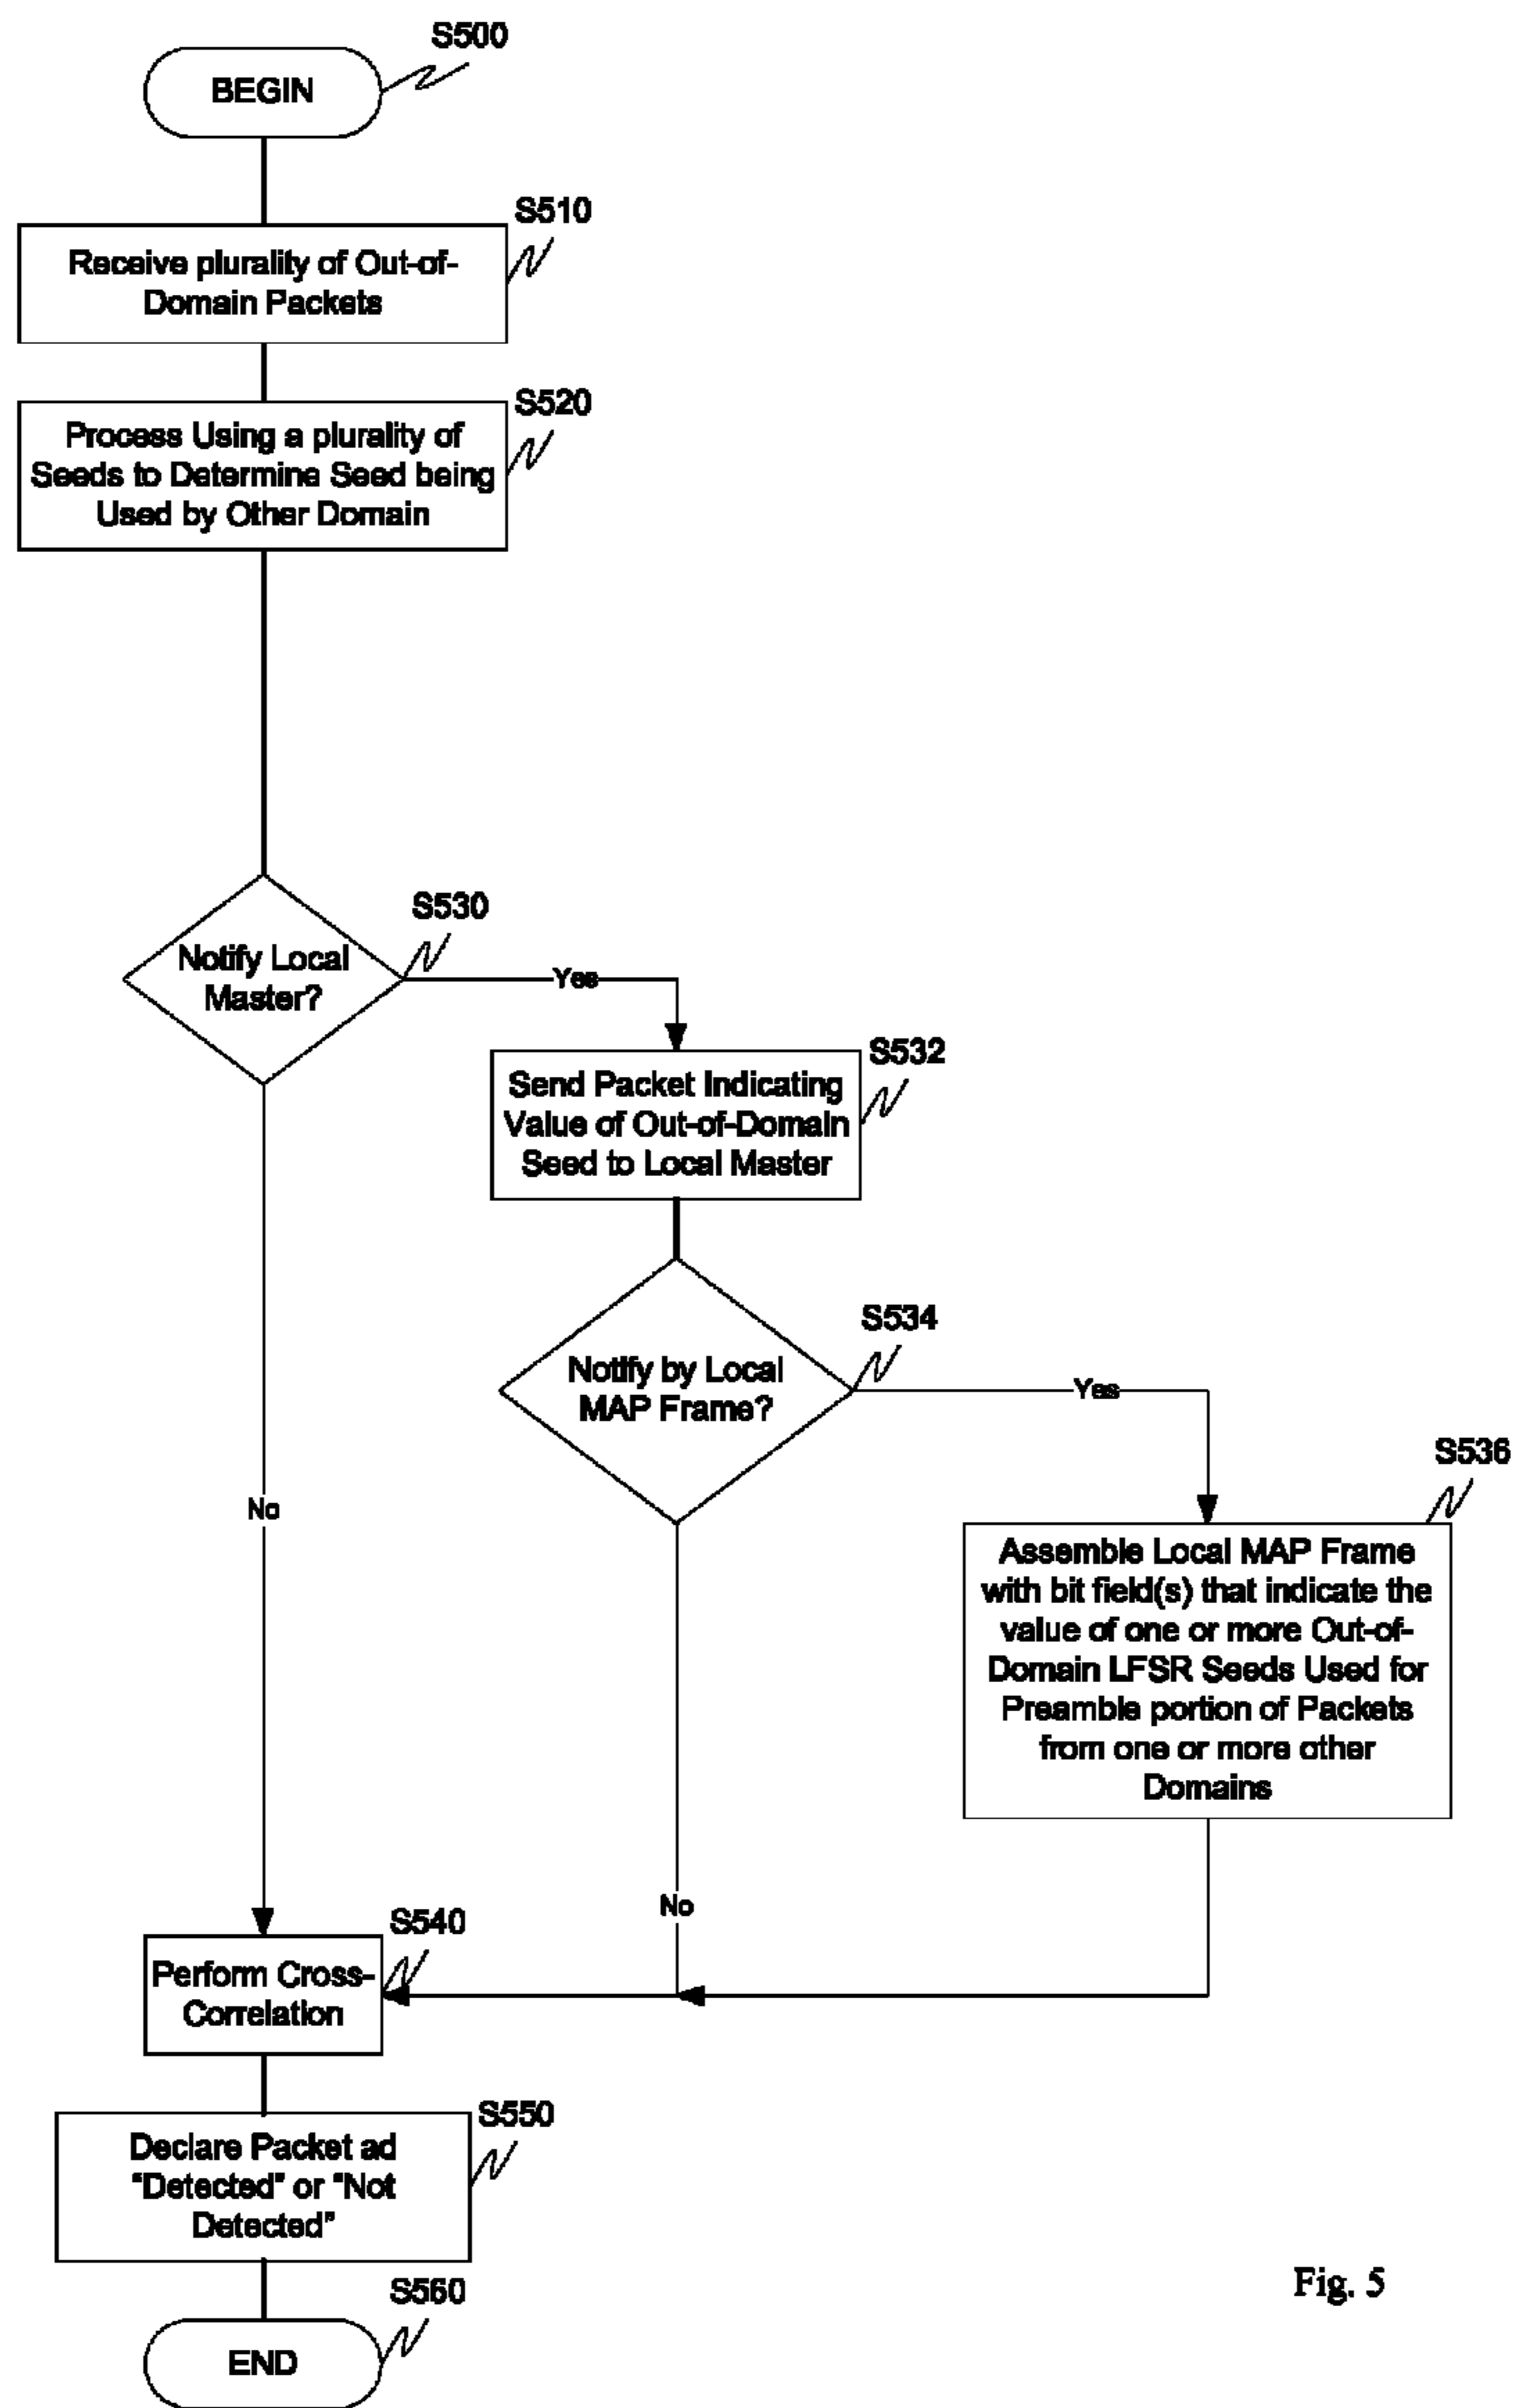 S500
BEGIN
S510
Receive plurality of Out-of-
Domain Packets
S520
Process Using a plurality of
Seeds to Determine Seed being
Used by Other Domain
S530
Notify Local
Master?
Yes
S532
Send Packet Indicating
Value of Out-of-Domain
Seed to Local Master
S534
Notify by Local
MAP Frame?
Yes
S536
Assemble Local MAP Frame
with bit field(s) that indicate the
value of one or more Out-of-
Domain LFSR Seeds Used for
Preamble portion of Packets
from one or more other
Domains
No
No
S540
Perform Cross-
Correlation
S550
Declare Packet ad
"Detected" or "Not
Detected"
S560
END
Fig. 5